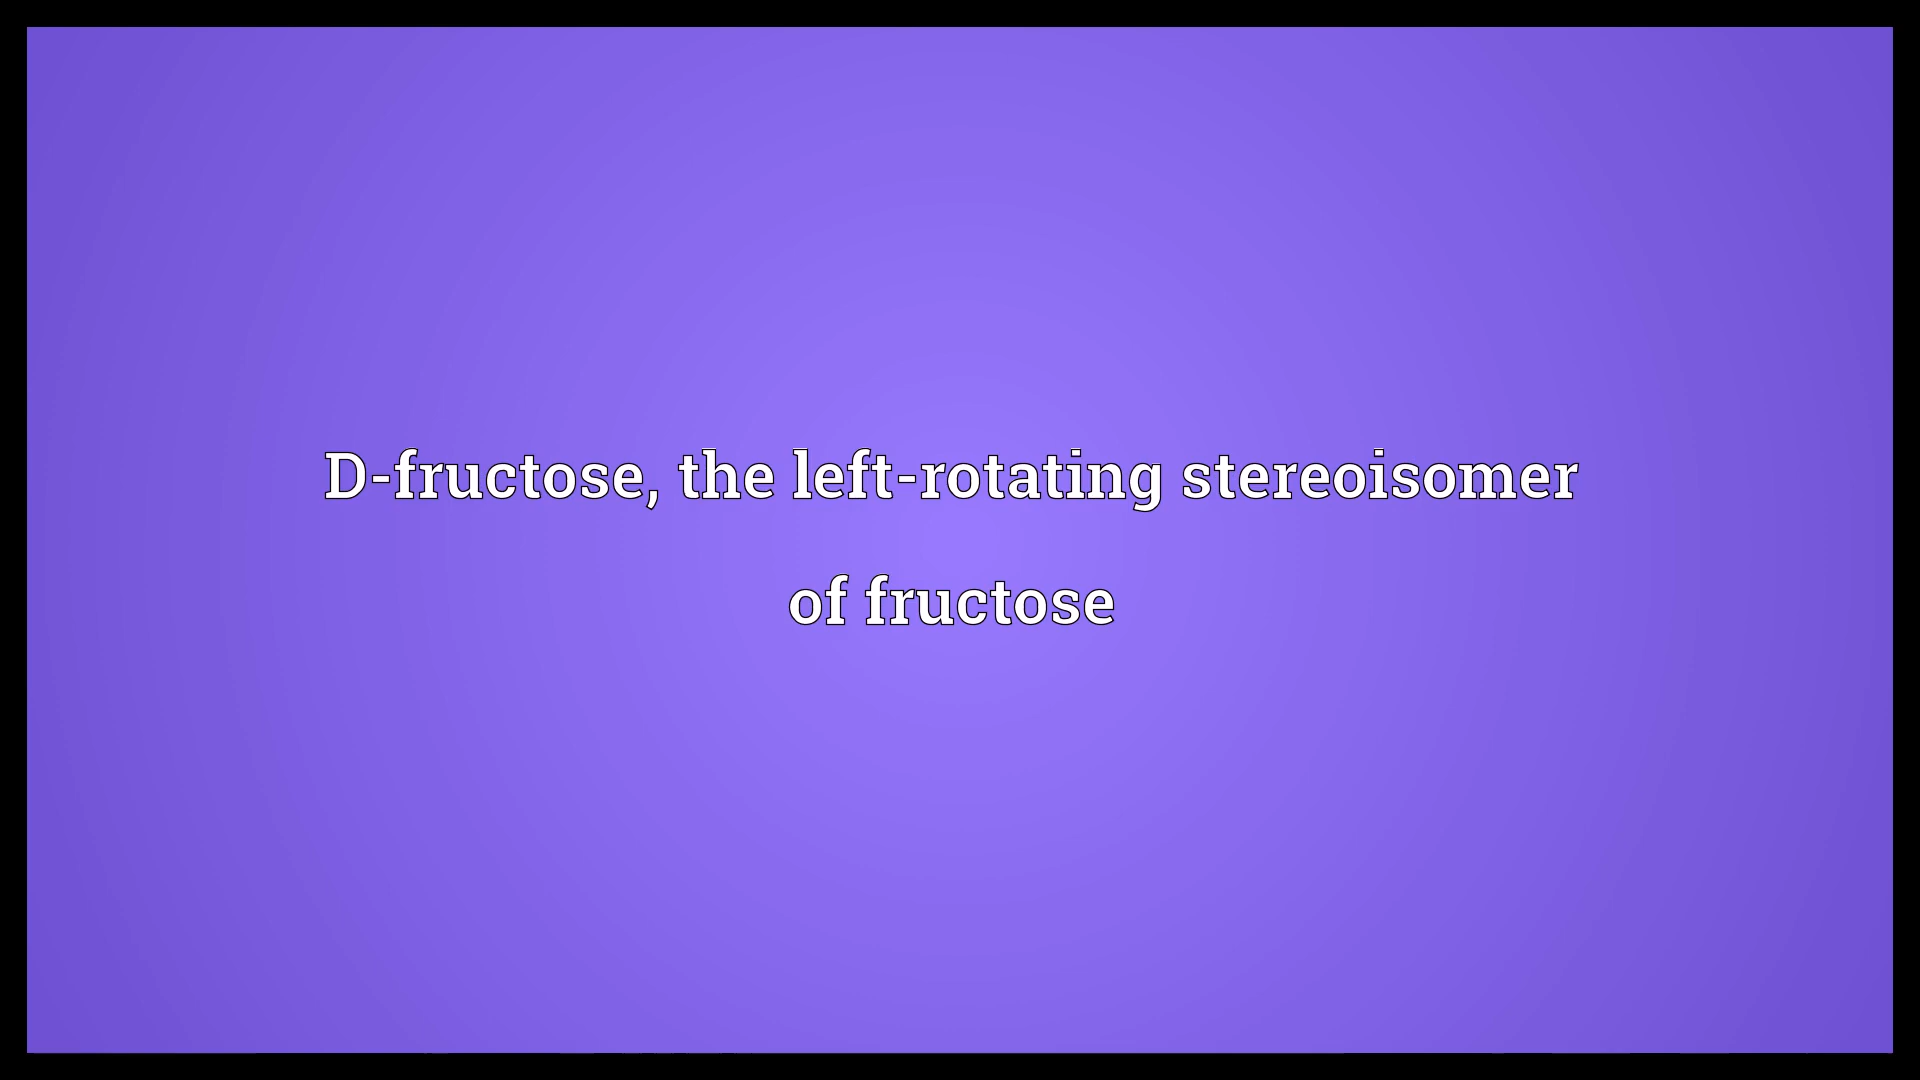 D-fructose, the left-rotating stereoisomer
of fructose